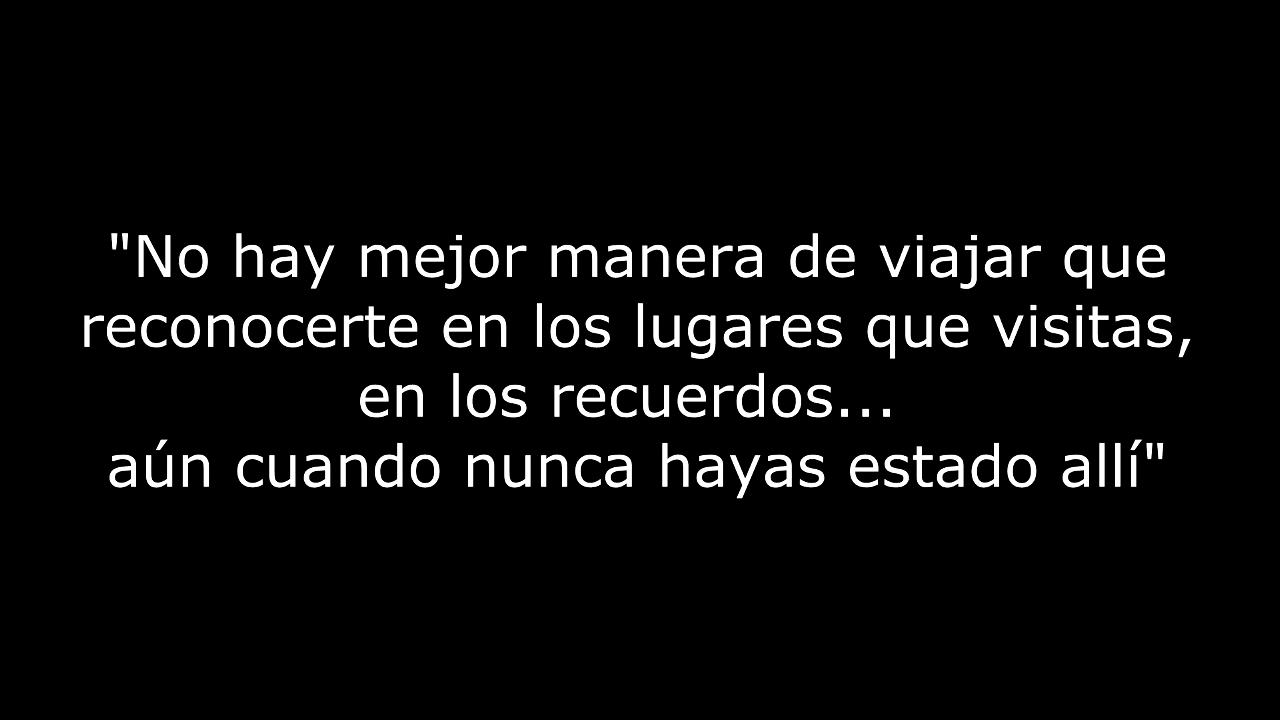 "No hay mejor manera de viajar que
reconocerte en los lugares que visitas,
en los recuerdos...
aún cuando nunca hayas estado allí"